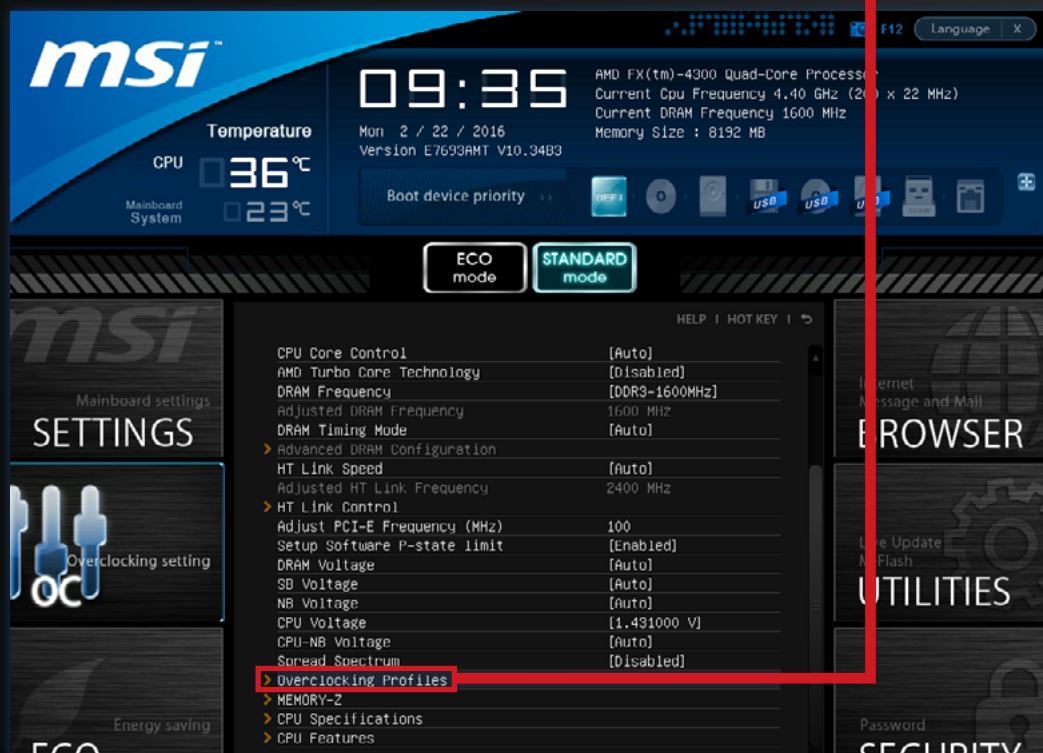 msi
F12 Language X
09:35
AMD FX(tm)-4300 Quad-Core Processor
Current Cpu Frequency 4.40 GHz (200 x 22 MHz)
Current DRAM Frequency 1600 MHz
Memory Size : 8192 MB
Temperature
Mon 2 / 22 / 2016
Version E7693AMT V10.34B3
CPU 36°C
Mainboard
System 23°C
Boot device priority
UEFI USB USB
ECO mode
STANDARD mode
HELP | HOT KEY |
msi
Mainboard settings
SETTINGS
Overclocking setting
OC
Energy saving
ECO
CPU Core Control [Auto]
AMD Turbo Core Technology [Disabled]
DRAM Frequency [DDR3-1600MHz]
Adjusted DRAM Frequency 1600 MHz
DRAM Timing Mode [Auto]
> Advanced DRAM Configuration
HT Link Speed [Auto]
Adjusted HT Link Frequency 2400 MHz
> HT Link Control
Adjust PCI-E Frequency (MHz) 100
Setup Software P-state limit [Enabled]
DRAM Voltage [Auto]
SB Voltage [Auto]
NB Voltage [Auto]
CPU Voltage [1.431000 V]
CPU-NB Voltage [Auto]
Spread Spectrum [Disabled]
> Overclocking Profiles
> MEMORY-Z
> CPU Specifications
> CPU Features
Internet
Message and Mail
BROWSER
Live Update
UTILITIES
Password
SECURITY